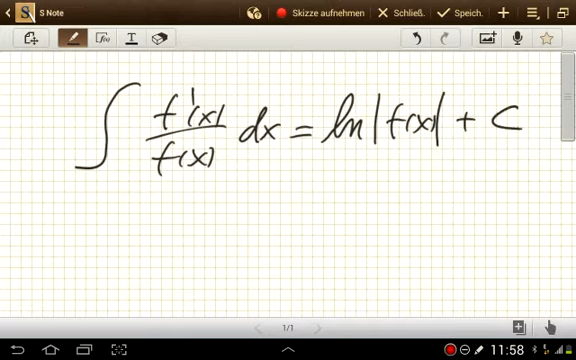 S Note
Skizze aufnehmen
Schließ.
Speich.
f(x)
T
∫ f'(x)/f(x) dx = ln|f(x)| + C
1/1
11:58